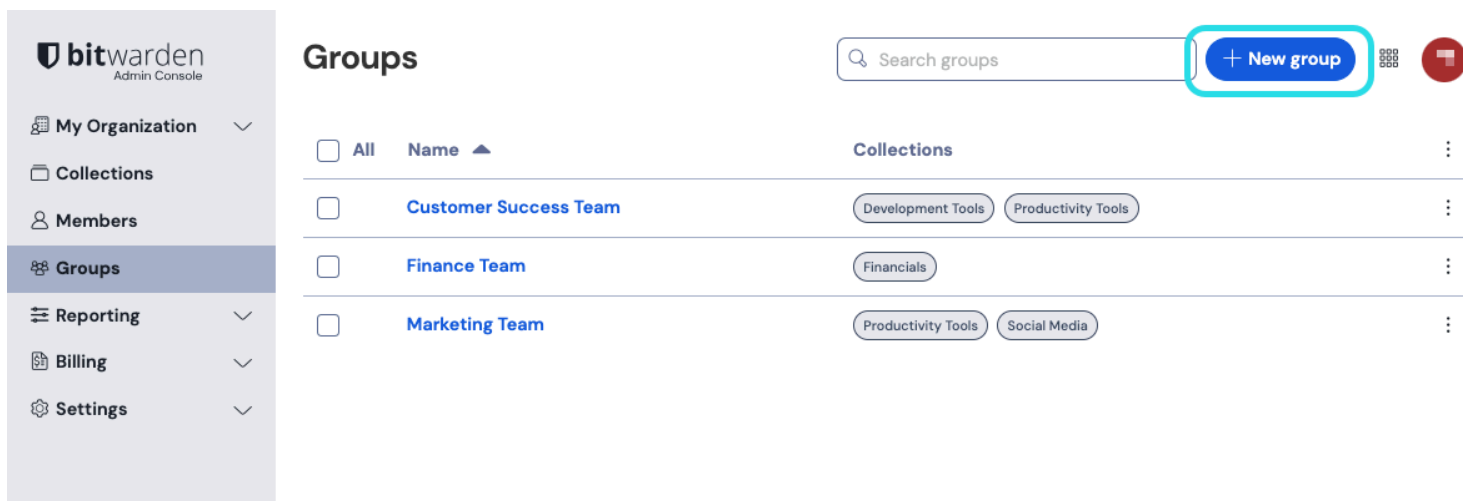 bitwarden
Admin Console
My Organization
Collections
Members
Groups
Reporting
Billing
Settings
Groups
Search groups
+ New group
All Name Collections
Customer Success Team Development Tools Productivity Tools
Finance Team Financials
Marketing Team Productivity Tools Social Media